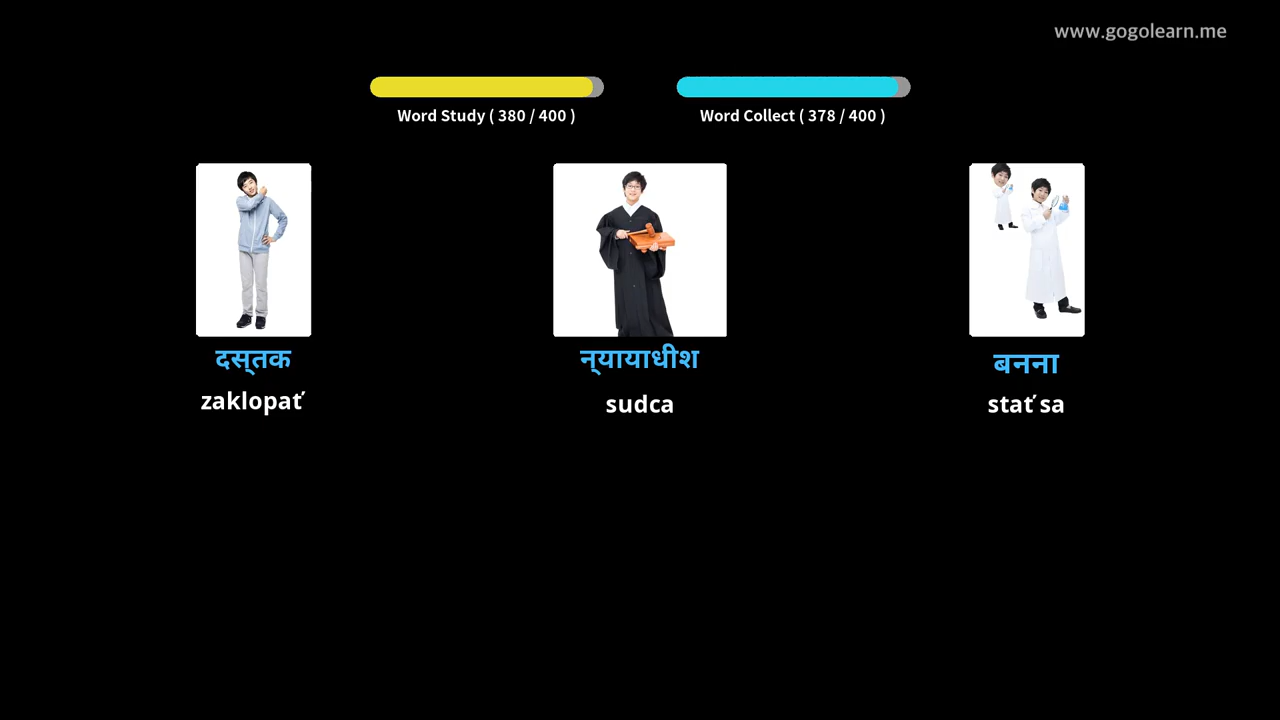 www.gogolearn.me
Word Study ( 380 / 400 )
Word Collect ( 378 / 400 )
दस्‌तक
न्‌यायाधीश
बनना
zaklopať
sudca
stať sa